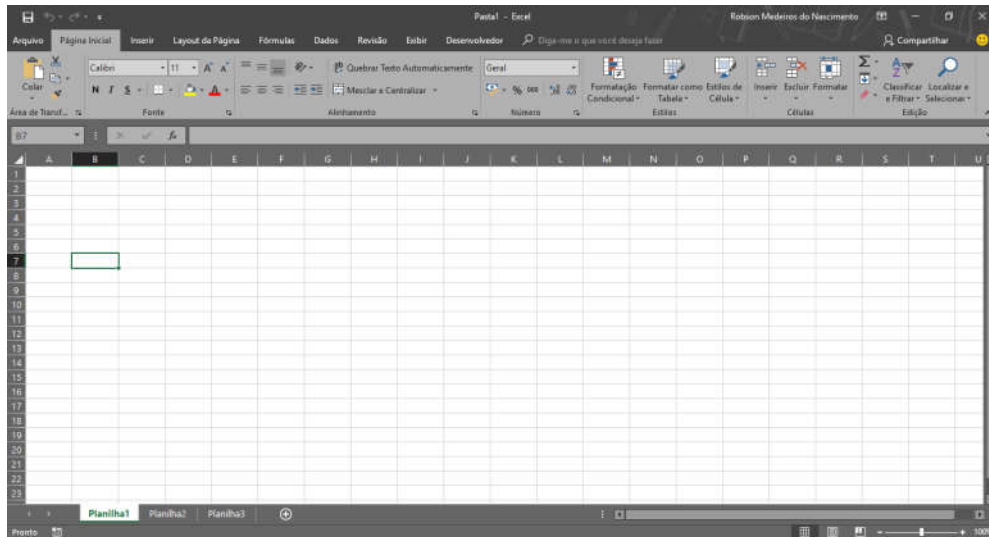 Pasta1 - Excel
Robson Medeiros do Nascimento
Arquivo Página Inicial Inserir Layout da Página Fórmulas Dados Revisão Exibir Desenvolvedor Diga-me o que você deseja fazer Compartilhar
Calibri 11 Quebrar Texto Automaticamente Geral
Colar N I S A Mesclar e Centralizar % 000
Formatação Condicional Formatar como Tabela Estilos de Célula
Inserir Excluir Formatar
Classificar e Filtrar Localizar e Selecionar
Área de Transf... Fonte Alinhamento Número Estilos Células Edição
B7 fx
A B C D E F G H I J K L M N O P Q R S T U
1
2
3
4
5
6
7
8
9
10
11
12
13
14
15
16
17
18
19
20
21
22
23
Planilha1 Planilha2 Planilha3
Pronto 100%